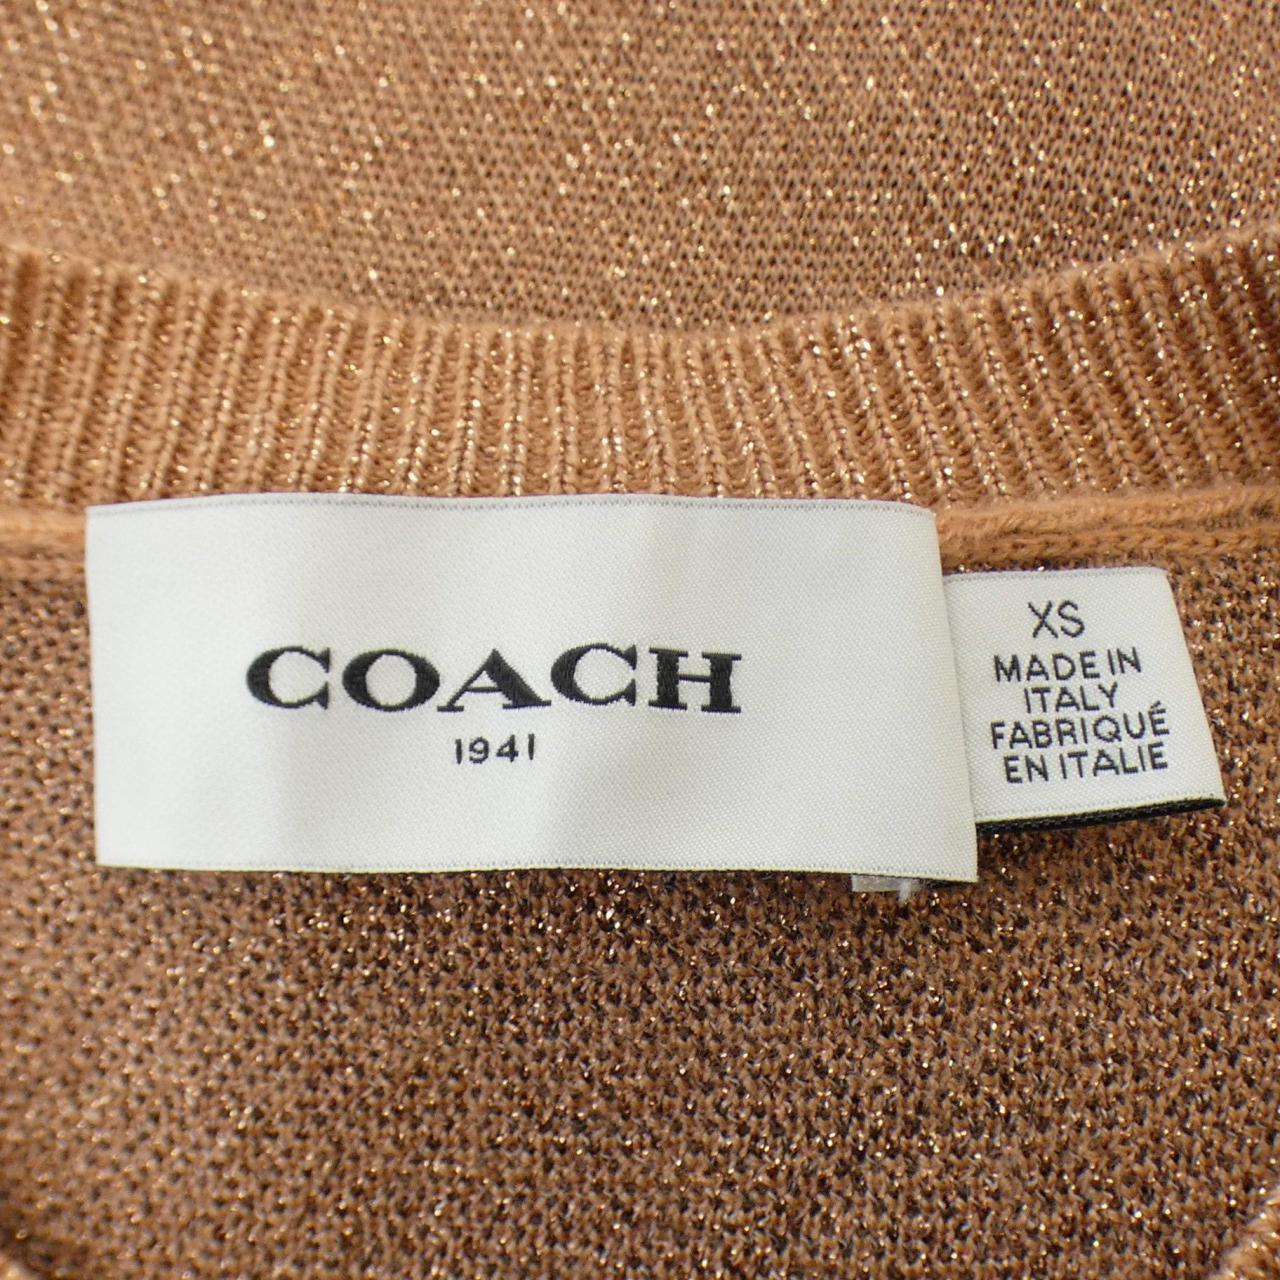 COACH
1941
XS
MADE IN
ITALY
FABRIQUÉ
EN ITALIE